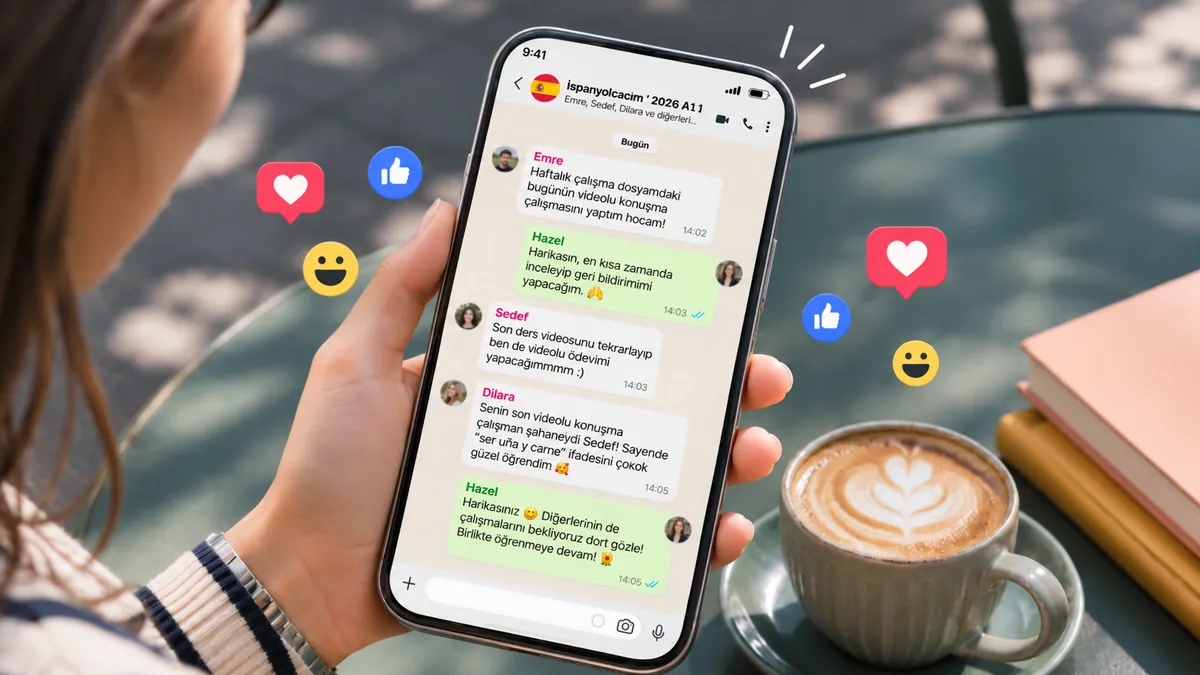 9:41
İspanyolcacim ' 2026 A1 1
Emre, Sedef, Dilara ve diğerleri...
Bugün
Emre
Haftalık çalışma dosyamdaki
bugünün videolu konuşma
çalışmasını yaptım hocam!
14:02
Hazel
Harikasın, en kısa zamanda
inceleyip geri bildirimimi
yapacağım. 🙏
14:03
Sedef
Son ders videosunu tekrarlayıp
ben de videolu ödevimi
yapacağımmmm :)
14:03
Dilara
Senin son videolu konuşma
çalışman şahaneydi Sedef! Sayende
“ser uña y carne” ifadesini çokok
güzel öğrendim 🥰
14:05
Hazel
Harikasınız 😊 Diğerlerinin de
çalışmalarını bekliyoruz dort gözle!
Birlikte öğrenmeye devam! 🌻
14:05